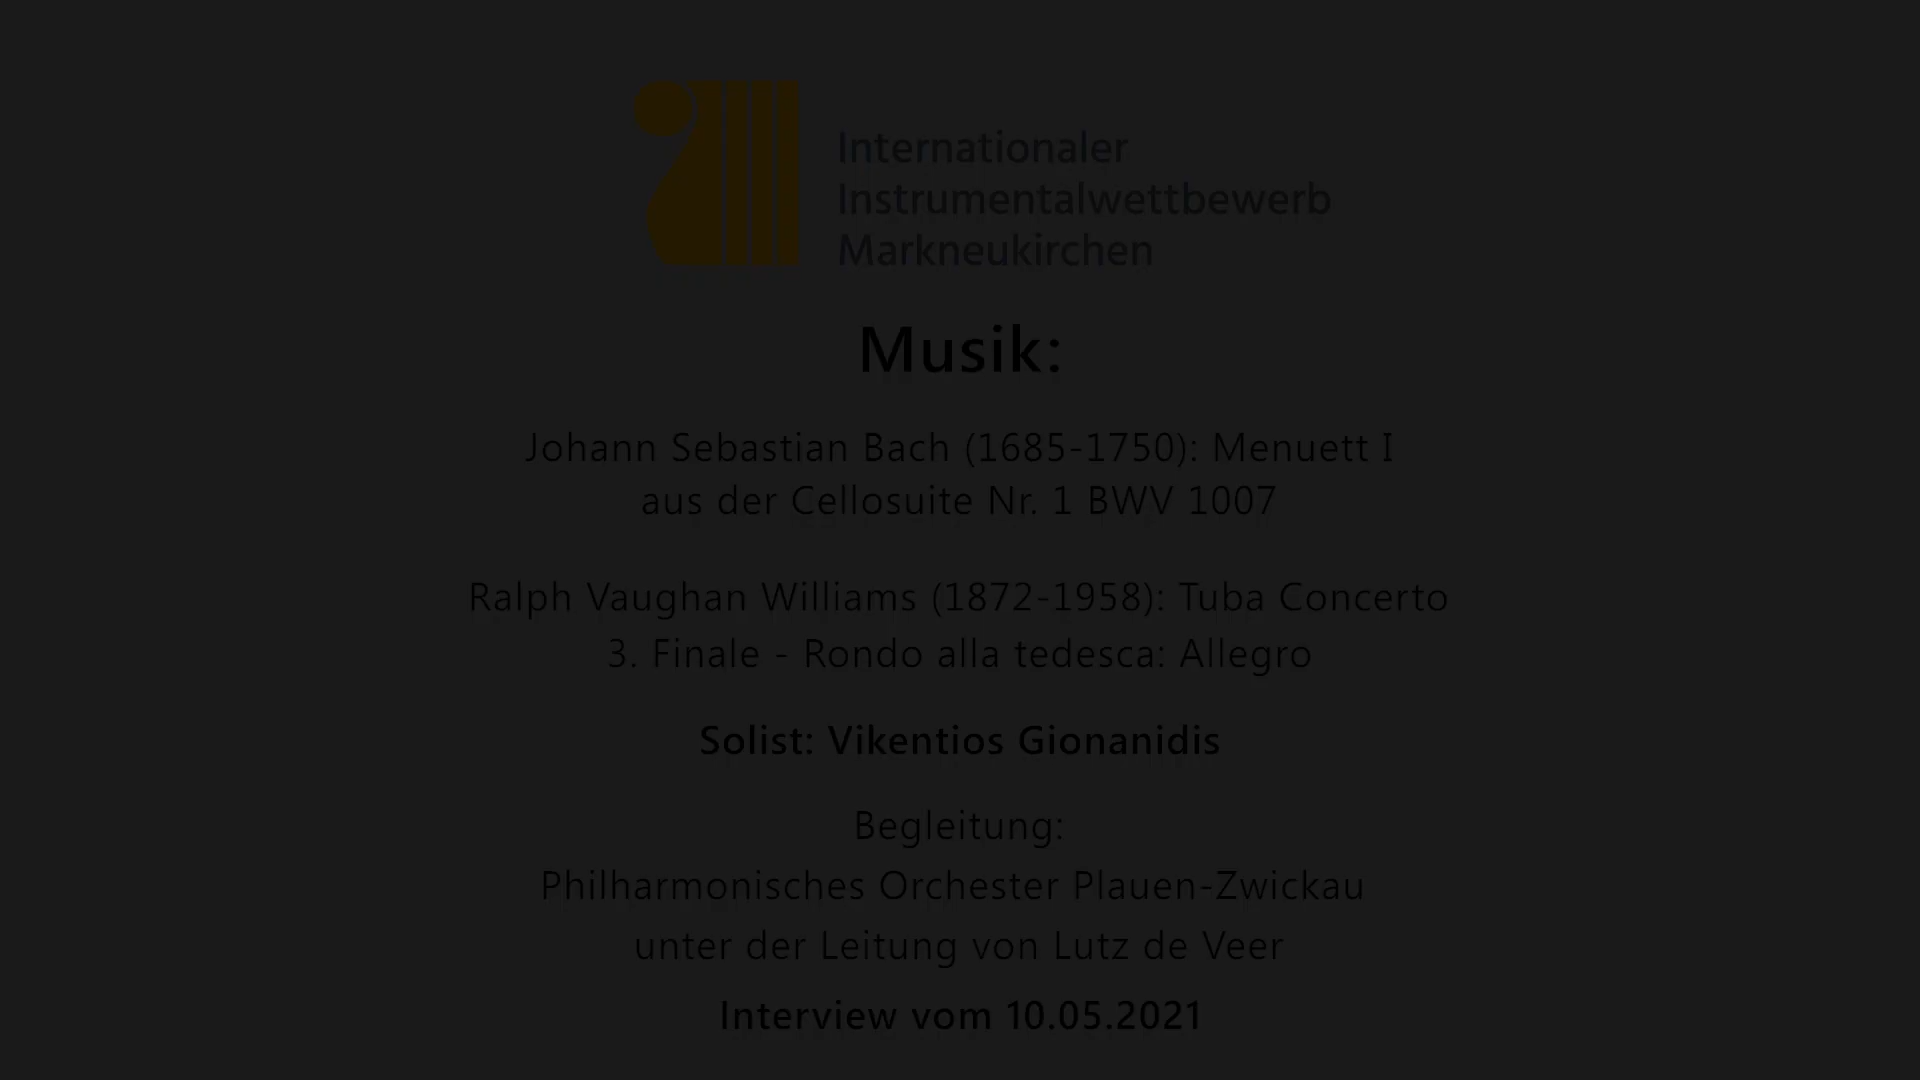 Internationaler
Instrumentalwettbewerb
Markneukirchen
Musik:
Johann Sebastian Bach (1685-1750): Menuett I
aus der Cellosuite Nr. 1 BWV 1007
Ralph Vaughan Williams (1872-1958): Tuba Concerto
3. Finale - Rondo alla tedesca: Allegro
Solist: Vikentios Gionanidis
Begleitung:
Philharmonisches Orchester Plauen-Zwickau
unter der Leitung von Lutz de Veer
Interview vom 10.05.2021